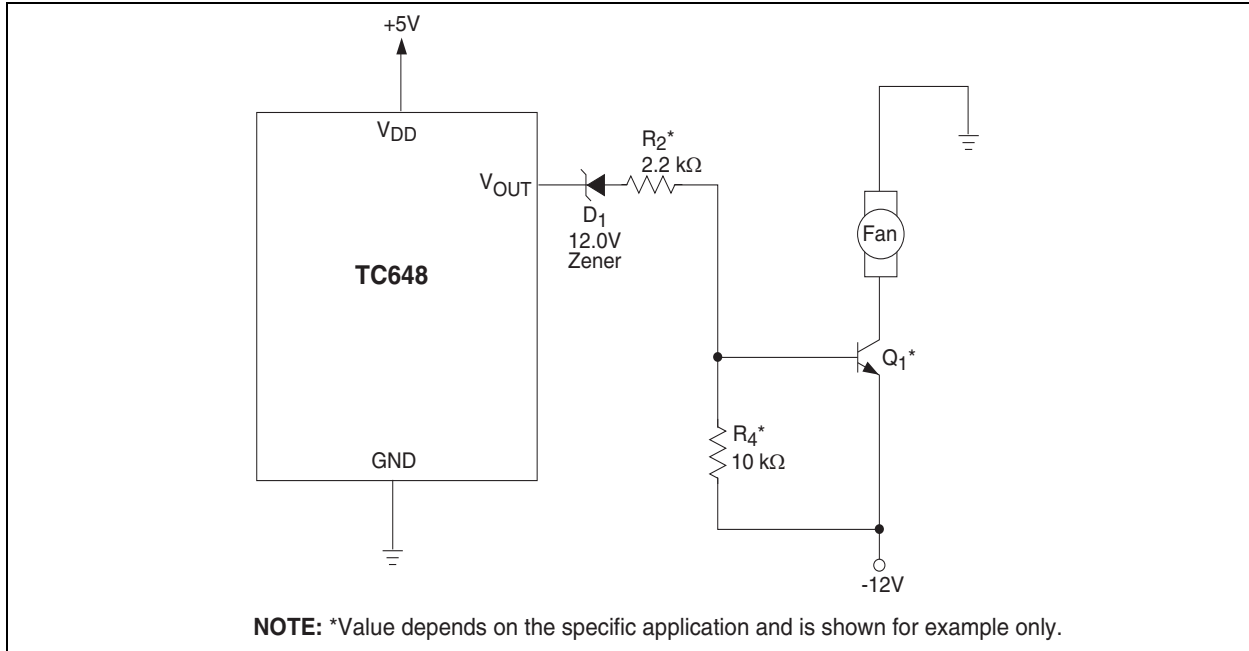 +5V
VDD
R2*
2.2 kΩ
VOUT
D1
12.0V
Zener
Fan
TC648
Q1*
R4*
10 kΩ
GND
-12V
NOTE: *Value depends on the specific application and is shown for example only.